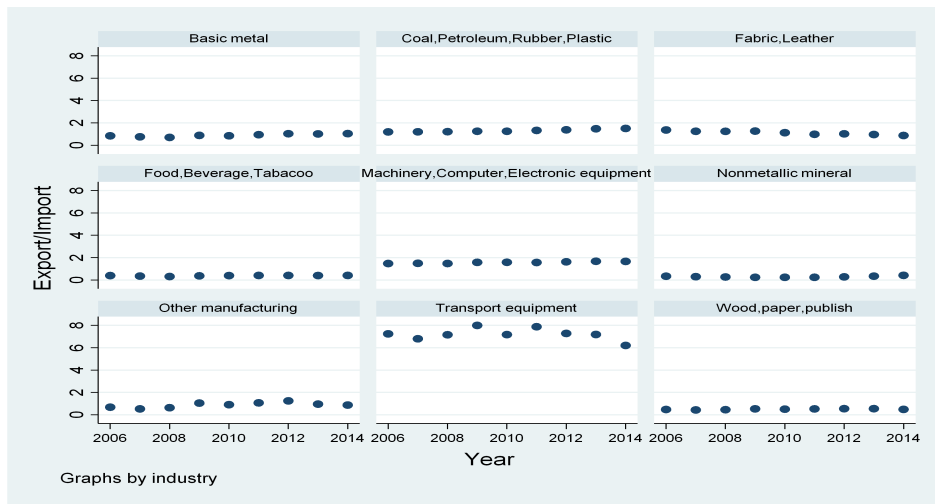 Basic metal
Coal,Petroleum,Rubber,Plastic
Fabric,Leather
8
6
4
2
0
Food,Beverage,Tabacoo
Machinery,Computer,Electronic equipment
Nonmetallic mineral
8
6
4
2
0
Export/Import
Other manufacturing
Transport equipment
Wood,paper,publish
8
6
4
2
0
2006 2008 2010 2012 2014 2006 2008 2010 2012 2014 2006 2008 2010 2012 2014
Year
Graphs by industry